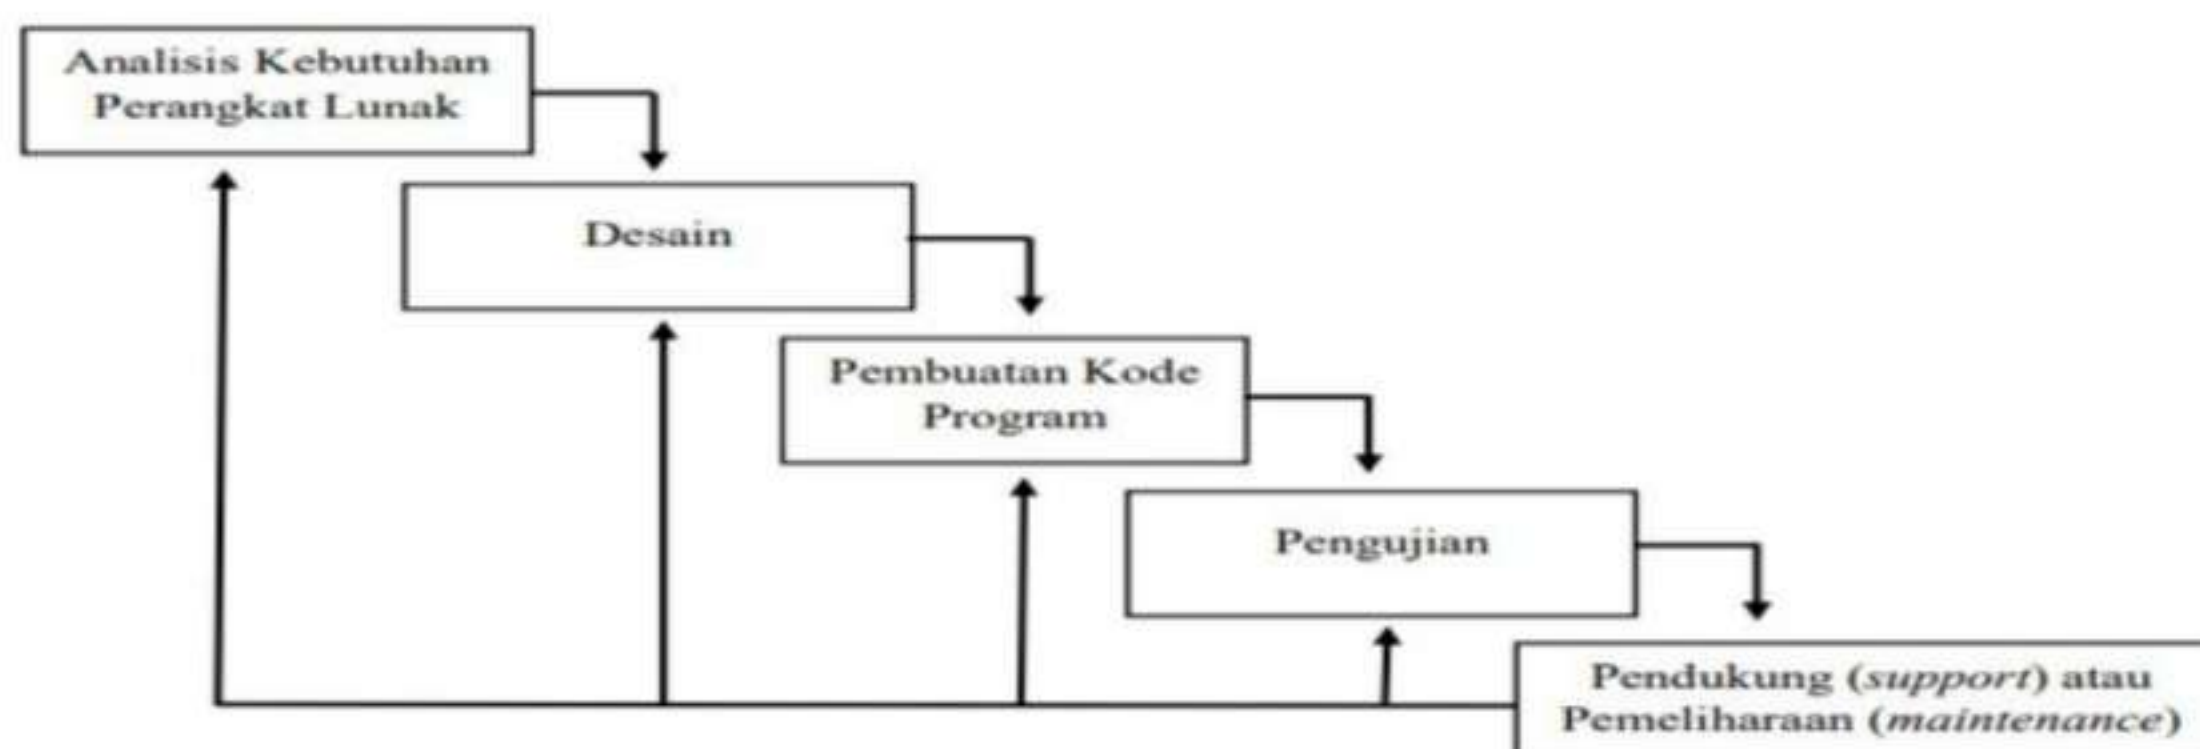 Analisis Kebutuhan
Perangkat Lunak
Desain
Pembuatan Kode
Program
Pengujian
Pendukung (support) atau
Pemeliharaan (maintenance)